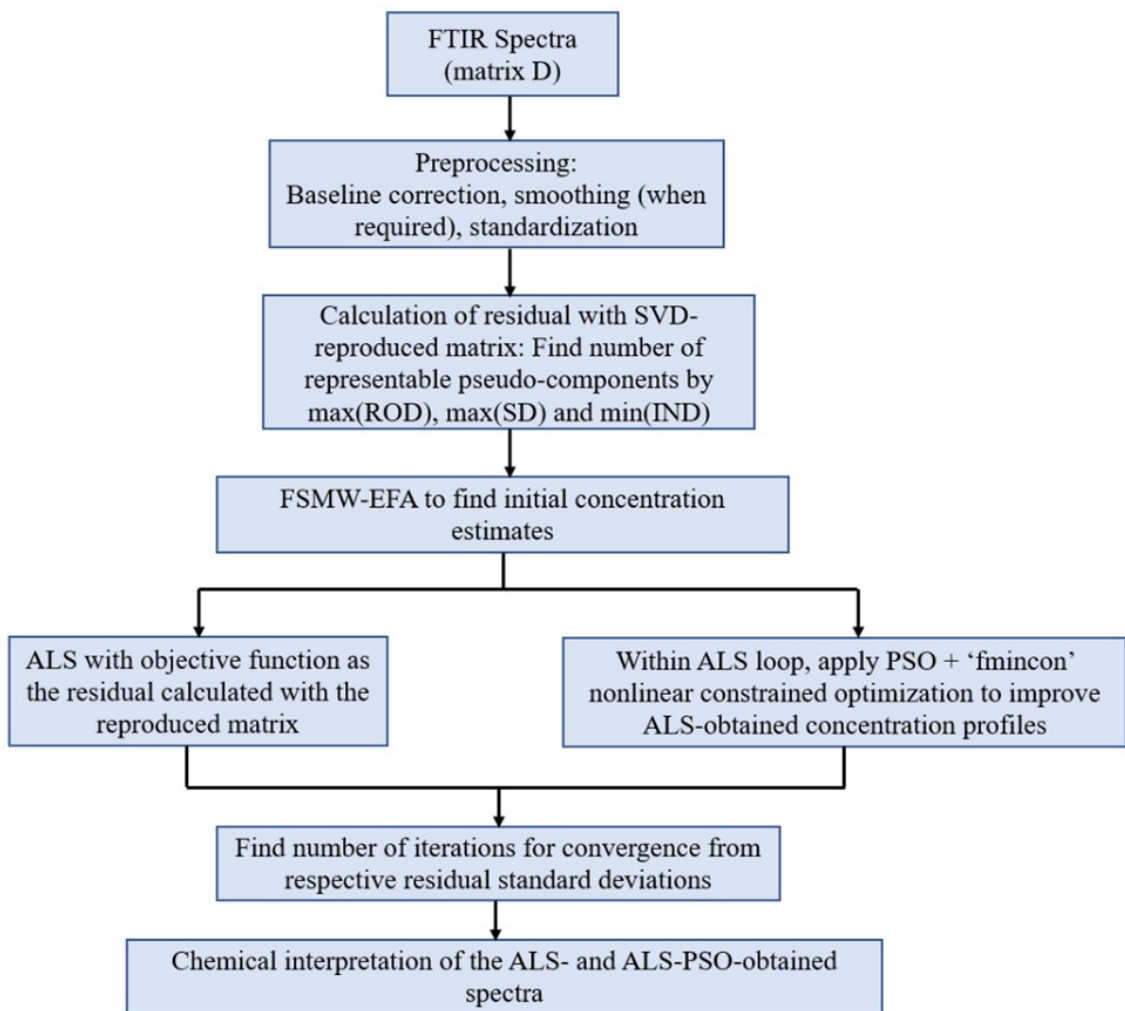 FTIR Spectra
(matrix D)
Preprocessing:
Baseline correction, smoothing (when
required), standardization
Calculation of residual with SVD-
reproduced matrix: Find number of
representable pseudo-components by
max(ROD), max(SD) and min(IND)
FSMW-EFA to find initial concentration
estimates
ALS with objective function as
the residual calculated with the
reproduced matrix
Within ALS loop, apply PSO + ‘fmincon’
nonlinear constrained optimization to improve
ALS-obtained concentration profiles
Find number of iterations for convergence from
respective residual standard deviations
Chemical interpretation of the ALS- and ALS-PSO-obtained
spectra